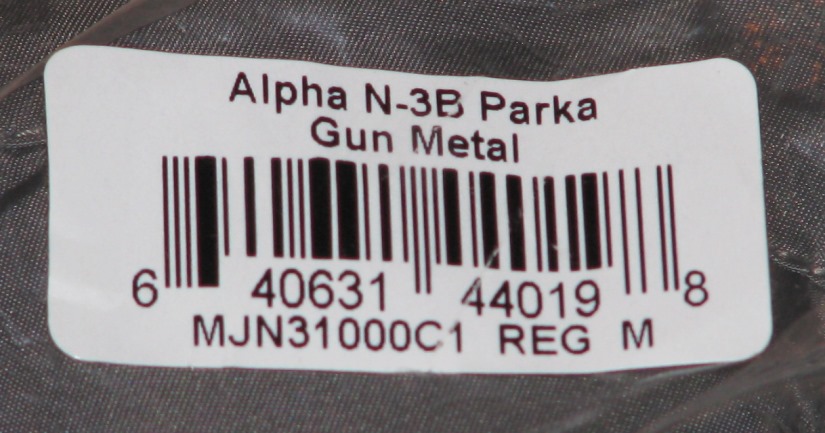 Alpha N-3B Parka
Gun Metal
6 40631 44019 8
MJN31000C1 REG M